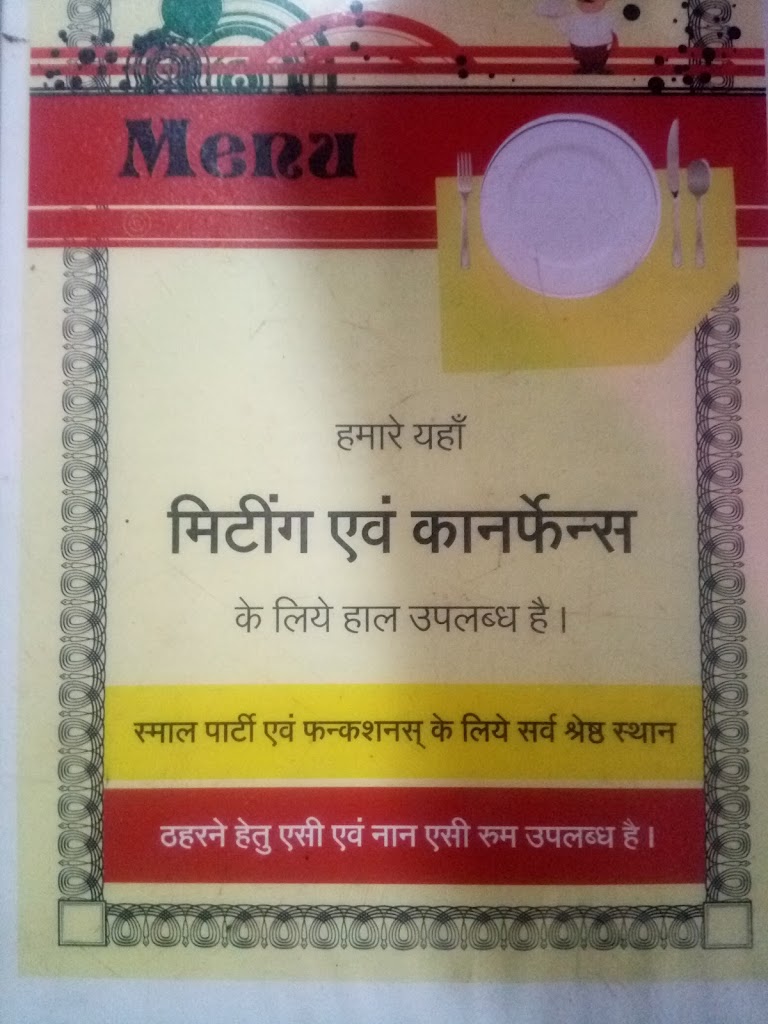 Menu
हमारे यहाँ
मिटींग एवं कानर्फेन्स
के लिये हाल उपलब्ध है।
स्माल पार्टी एवं फन्कशनस् के लिये सर्व श्रेष्ठ स्थान
ठहरने हेतु एसी एवं नान एसी रुम उपलब्ध है।